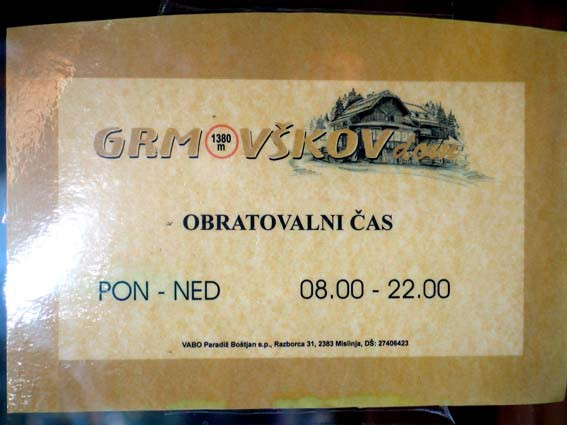 GRMOVŠKOV dom
1380 m
OBRATOVALNI ČAS
PON - NED 08.00 - 22.00
VABO Paradiž Boštjan s.p., Razborca 31, 2383 Mislinja, DŠ: 27406423